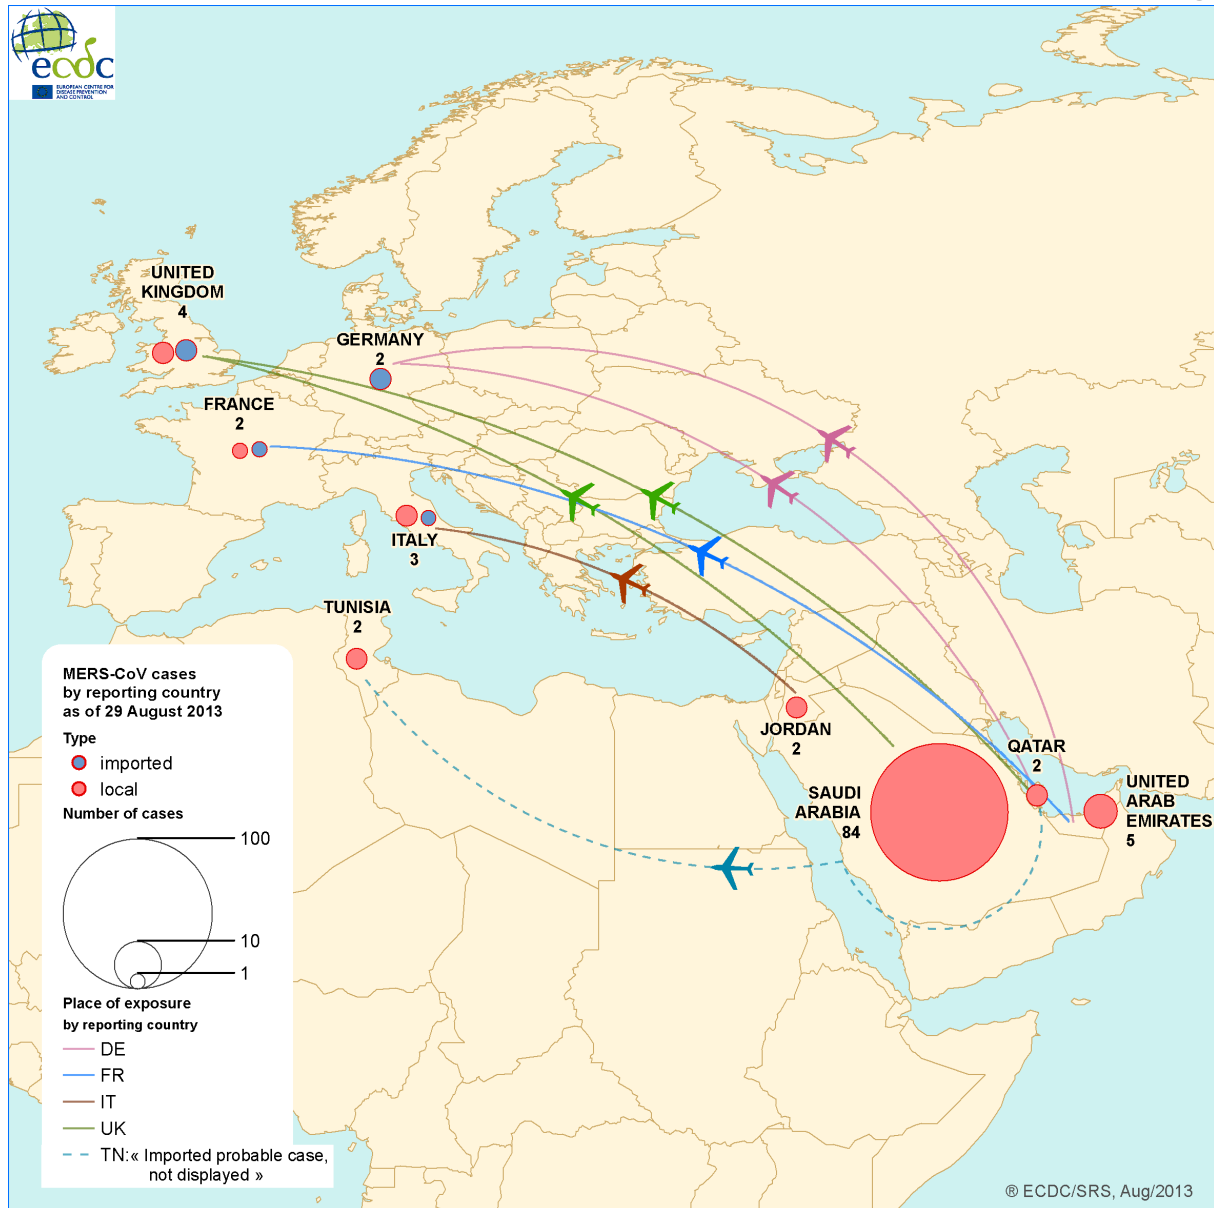 ecdc
EUROPEAN CENTRE FOR
DISEASE PREVENTION
AND CONTROL
UNITED
KINGDOM
4
GERMANY
2
FRANCE
2
ITALY
3
TUNISIA
2
JORDAN
2
QATAR
2
SAUDI
ARABIA
84
UNITED
ARAB
EMIRATES
5
MERS-CoV cases
by reporting country
as of 29 August 2013
Type
imported
local
Number of cases
100
10
1
Place of exposure
by reporting country
DE
FR
IT
UK
TN:« Imported probable case,
not displayed »
® ECDC/SRS, Aug/2013